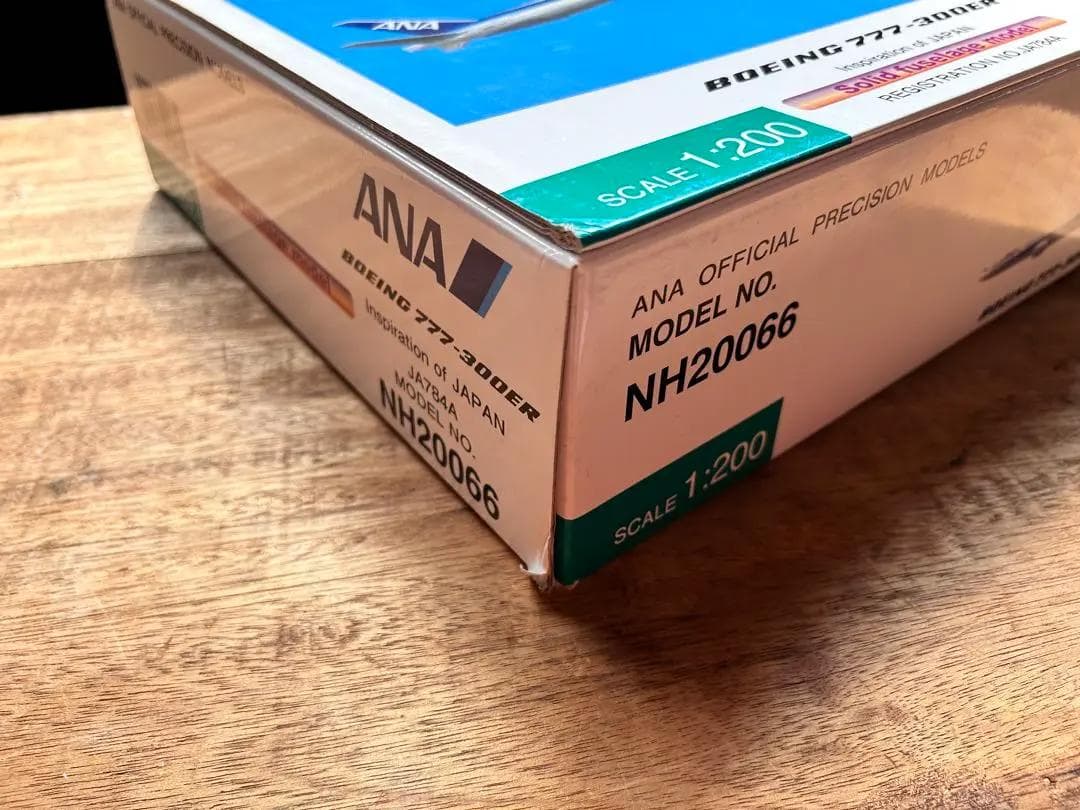 ANA
BOEING 777-300ER
Inspiration of JAPAN
Solid fuselage model
REGISTRATION NO.JA784A
SCALE 1:200
ANA
BOEING 777-300ER
Inspiration of JAPAN
JA784A
MODEL NO.
NH20066
ANA OFFICIAL PRECISION MODELS
MODEL NO.
NH20066
SCALE 1:200